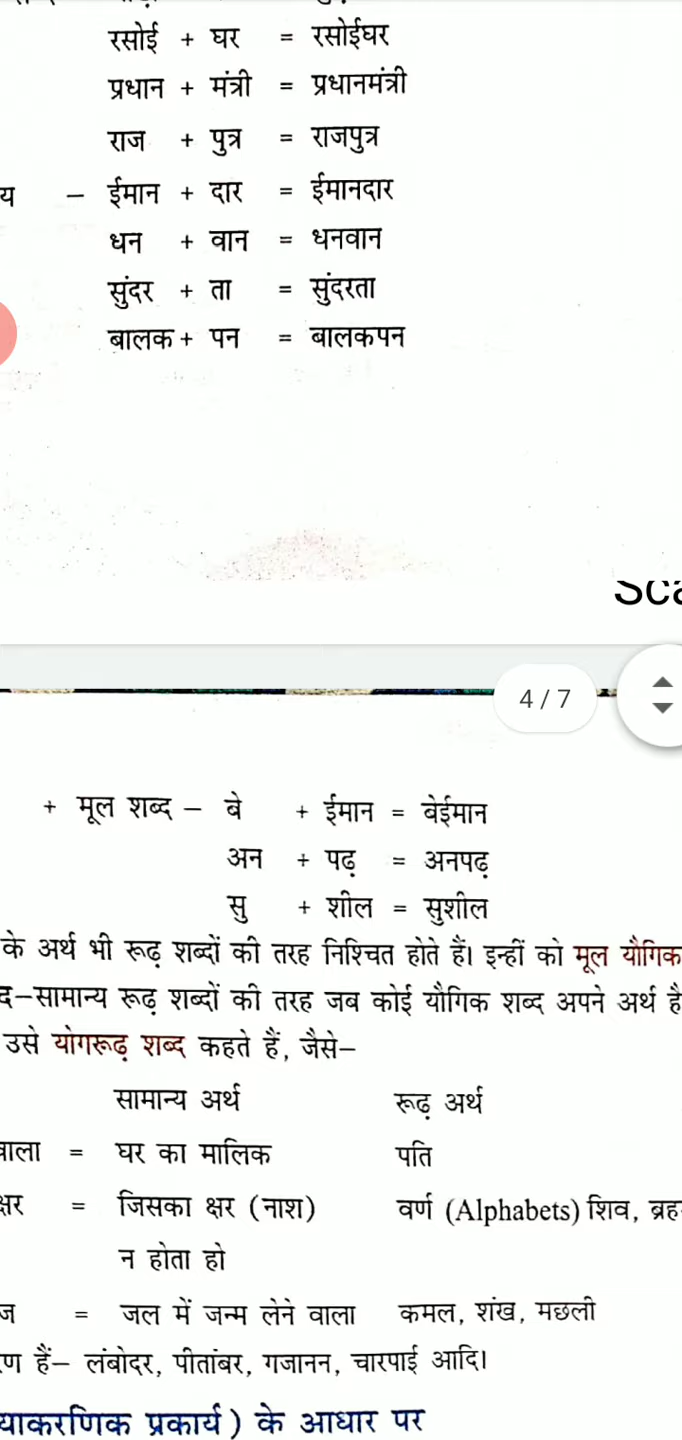 रसोई + घर = रसोईघर
प्रधान + मंत्री = प्रधानमंत्री
राज + पुत्र = राजपुत्र
य – ईमान + दार = ईमानदार
धन + वान = धनवान
सुंदर + ता = सुंदरता
बालक + पन = बालकपन
4 / 7
+ मूल शब्द – बे + ईमान = बेईमान
अन + पढ़ = अनपढ़
सु + शील = सुशील
के अर्थ भी रूढ़ शब्दों की तरह निश्चित होते हैं। इन्हीं को मूल यौगिक
द–सामान्य रूढ़ शब्दों की तरह जब कोई यौगिक शब्द अपने अर्थ है
उसे योगरूढ़ शब्द कहते हैं, जैसे–
सामान्य अर्थ रूढ़ अर्थ
वाला = घर का मालिक पति
क्षर = जिसका क्षर (नाश) वर्ण (Alphabets) शिव, ब्रह
न होता हो
ज = जल में जन्म लेने वाला कमल, शंख, मछली
रण हैं– लंबोदर, पीतांबर, गजानन, चारपाई आदि।
याकरणिक प्रकार्य) के आधार पर